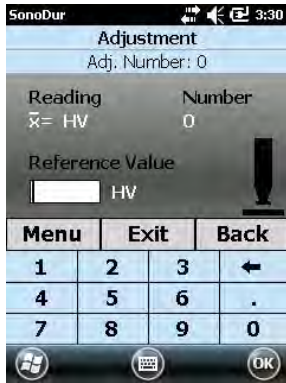 SonoDur 3:30
Adjustment
Adj. Number: 0
Reading Number
x̄= HV 0
Reference Value
HV
Menu Exit Back
1 2 3 ←
4 5 6 .
7 8 9 0
OK